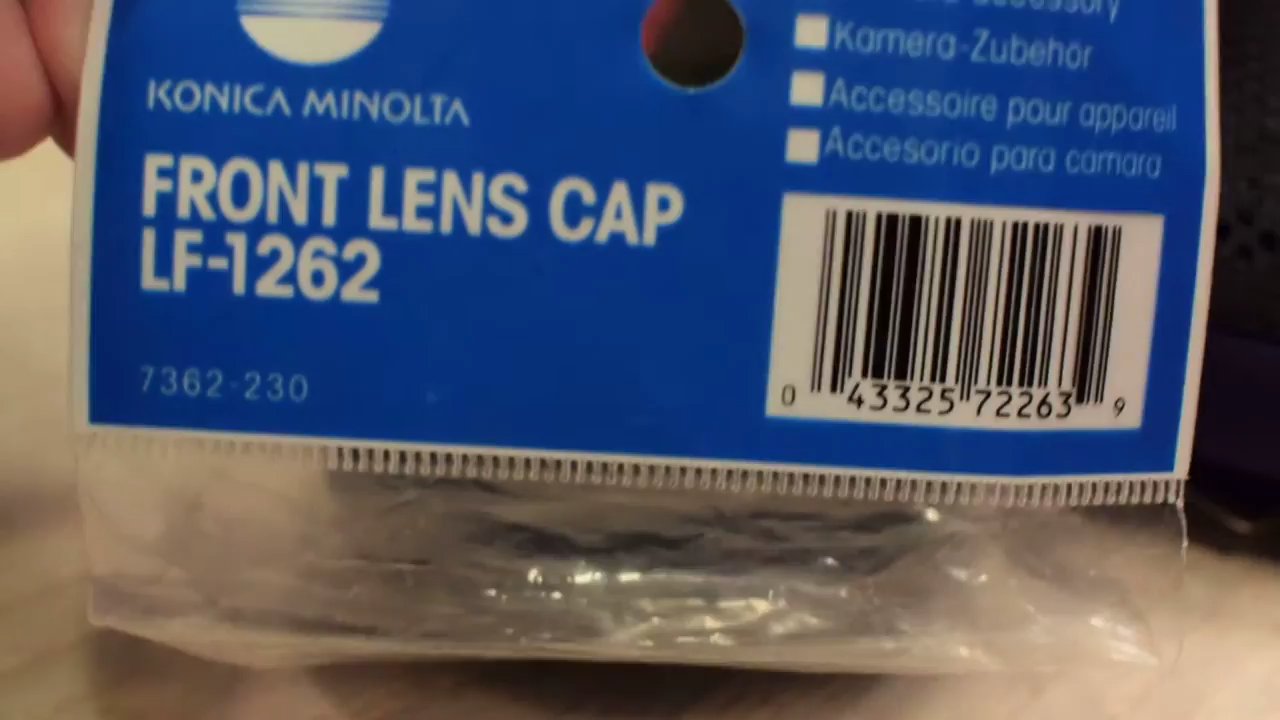 KONICA MINOLTA
FRONT LENS CAP
LF-1262
7362-230
accessory
Kamera-Zubehör
Accessoire pour appareil
Accesorio para camara
0 43325 72263 9